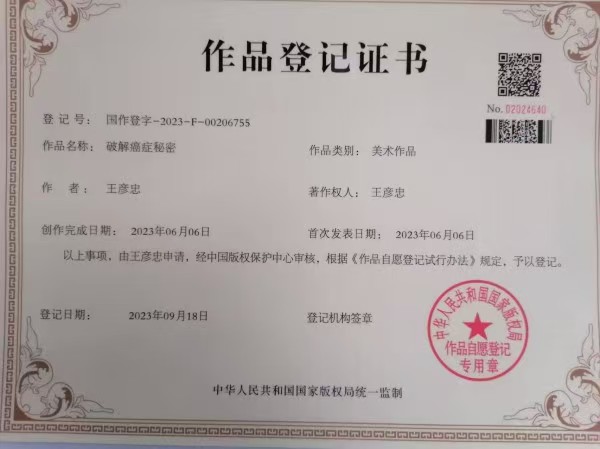 作品登记证书
No.02024640
登 记 号： 国作登字-2023-F-00206755
作品名称： 破解癌症秘密 作品类别： 美术作品
作 者： 王彦忠 著作权人： 王彦忠
创作完成日期： 2023年06月06日 首次发表日期： 2023年06月06日
以上事项，由王彦忠申请，经中国版权保护中心审核，根据《作品自愿登记试行办法》规定，予以登记。
登记日期： 2023年09月18日 登记机构签章
中华人民共和国国家版权局
作品自愿登记
专用章
中华人民共和国国家版权局统一监制